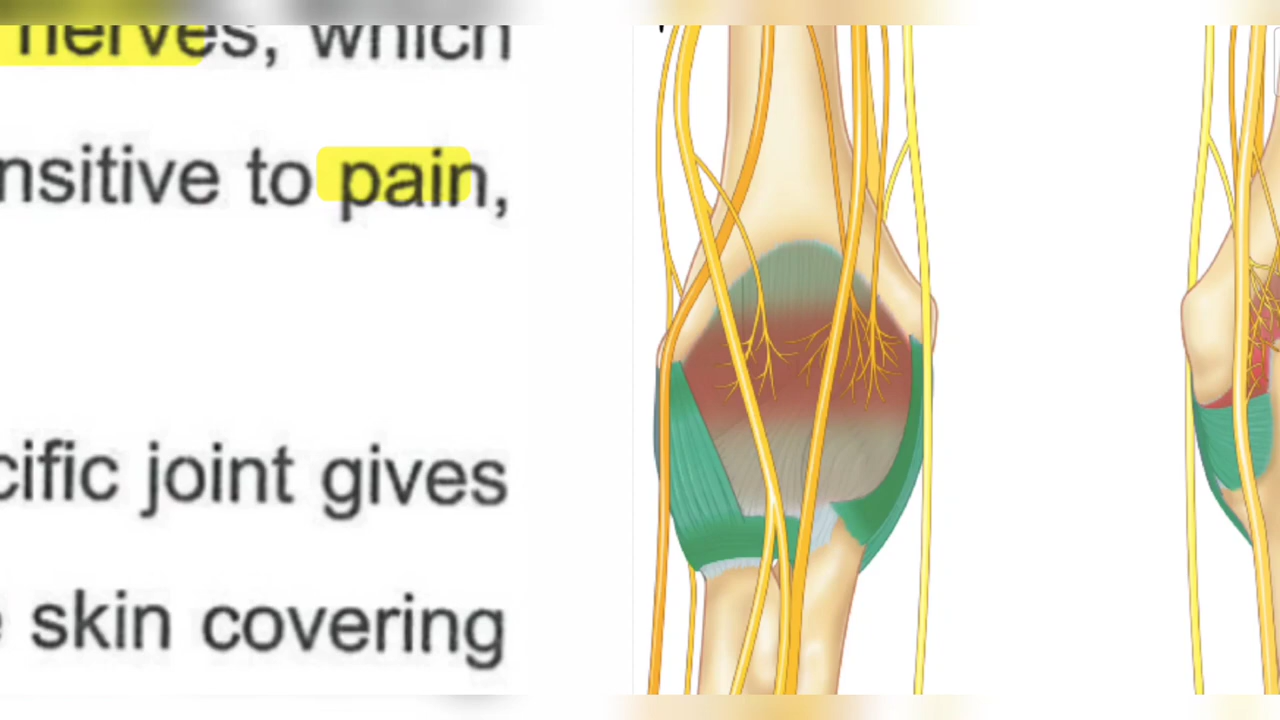 nerves, which
nsitive to pain,
cific joint gives
skin covering